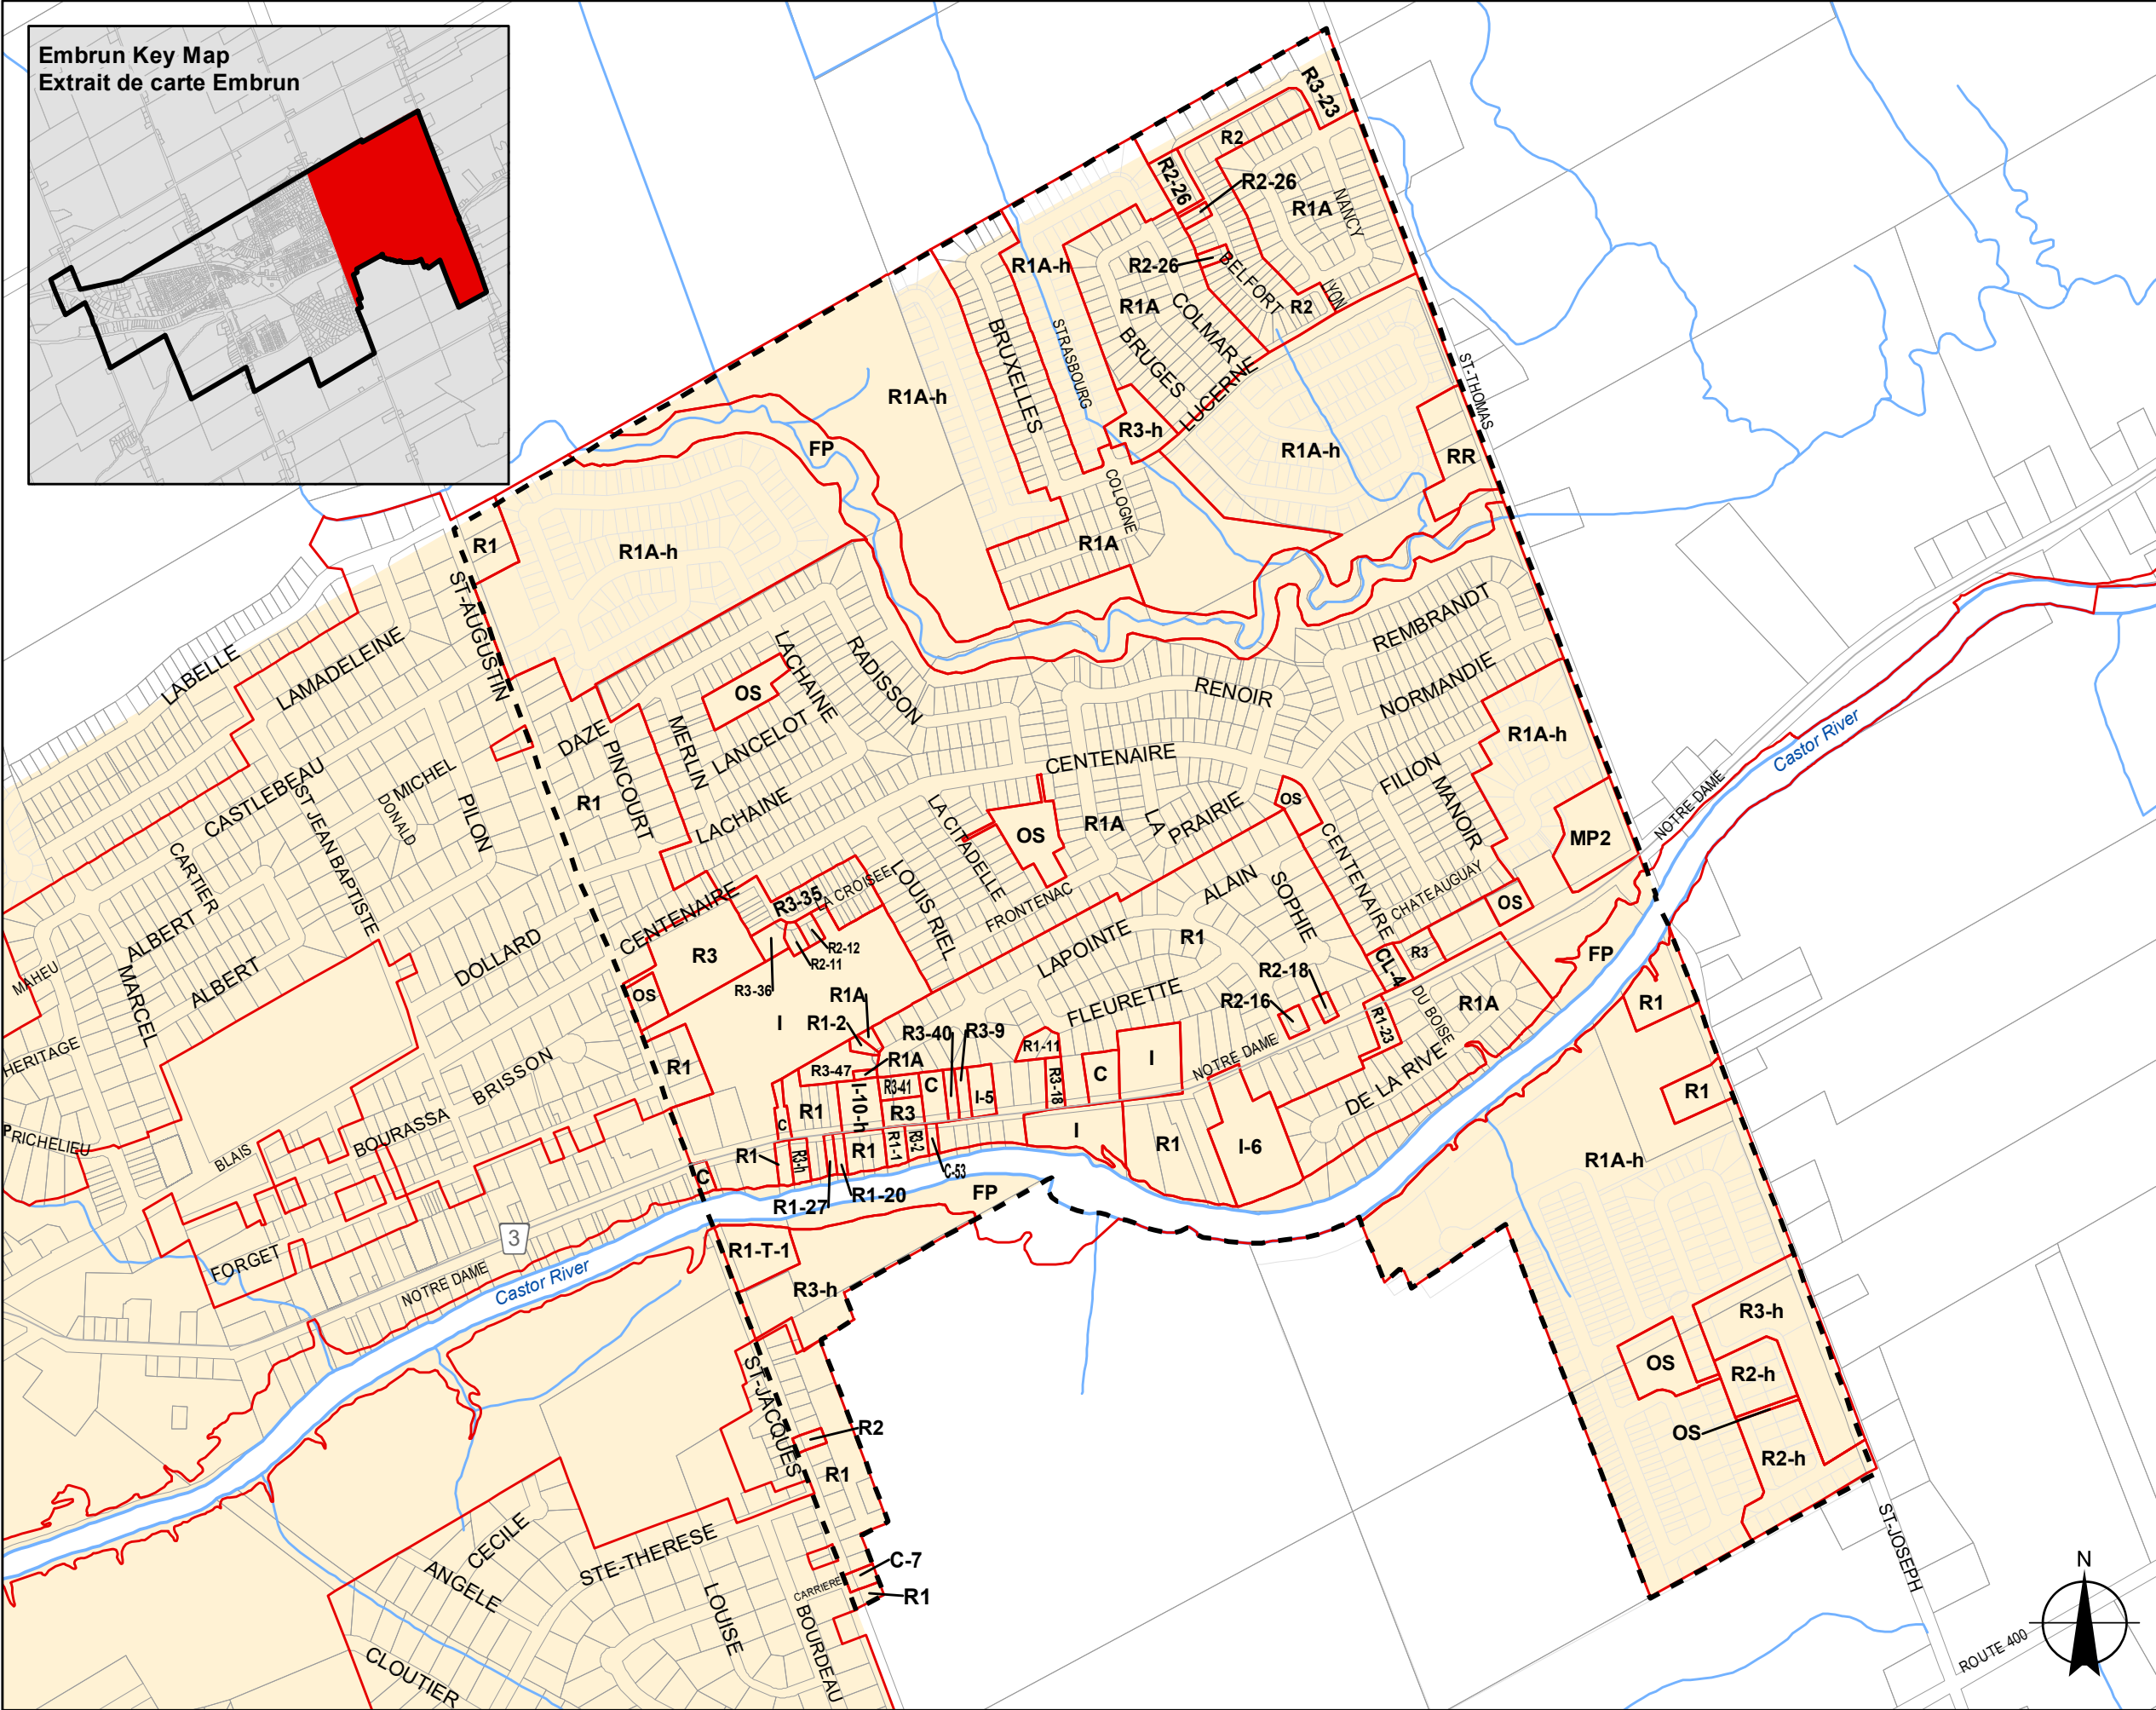 Embrun Key Map
Extrait de carte Embrun
R3-23
R2
R2-26
R2-26
R1A
NANCY
R1A-h
R2-26
BELFORT
R1A
COLMAR
R2
LYON
BRUXELLES
STRASBOURG
BRUGES
LUCERNE
ST-THOMAS
R1A-h
R3-h
FP
R1A-h
RR
COLOGNE
R1
R1A-h
R1A
ST-AUGUSTIN
REMBRANDT
LABELLE
LAMADELEINE
LACHAINE
RADISSON
RENOIR
NORMANDIE
OS
DAZE
MERLIN
LANCELOT
PINCOURT
R1A-h
Castor River
CENTENAIRE
CASTLEBEAU
MICHEL
DONALD
ST JEAN BAPTISTE
PILON
R1
LACHAINE
FILION
MANOIR
OS
NOTRE DAME
LA CITADELLE
OS
R1A
LA PRAIRIE
MP2
CARTIER
CENTENAIRE
CHATEAUGUAY
ALBERT
R3-35
LA CROISEE
LOUIS RIEL
FRONTENAC
ALAIN
SOPHIE
OS
CENTENAIRE
DOLLARD
R3
R2-12
R2-11
R3-36
LAPOINTE
R1
CL-4
R3
FP
MAHEU
MARCEL
ALBERT
OS
R1A
R2-18
R2-16
FLEURETTE
R1A
DU BOISE
R1
I
R1-2
R3-40
R3-9
R1-11
R1-23
HERITAGE
BRISSON
R1
R1A
R3-47
R3-41
C
I-5
R3-18
C
I
NOTRE DAME
DE LA RIVE
R1
BOURASSA
R1
C
I-10-h
R3
I
R1
I-6
RICHELIEU
BLAIS
R1
R3-h
R1
R1-1
R3-2
C-53
R1A-h
C
R1-27
R1-20
FP
3
FORGET
NOTRE DAME
Castor River
R1-T-1
R3-h
R3-h
OS
R2-h
ST-JACQUES
R2
OS
R2-h
R1
CECILE
ANGELE
STE-THERESE
C-7
R1
CARRIERE
LOUISE
BOURDEAU
CLOUTIER
ST-JOSEPH
ROUTE 400
N